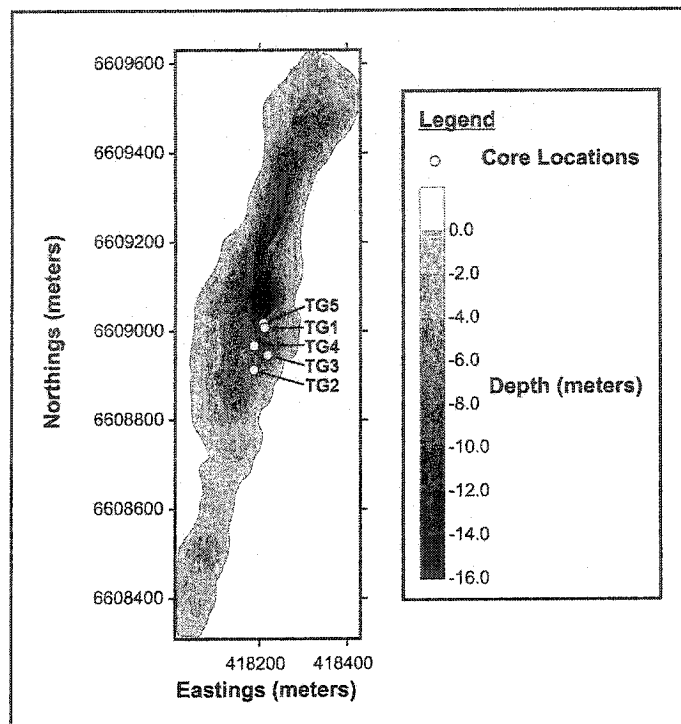 6609600
6609400
6609200
6609000
6608800
6608600
6608400
Northings (meters)
TG5
TG1
TG4
TG3
TG2
418200 418400
Eastings (meters)
Legend
Core Locations
0.0
-2.0
-4.0
-6.0
-8.0
-10.0
-12.0
-14.0
-16.0
Depth (meters)